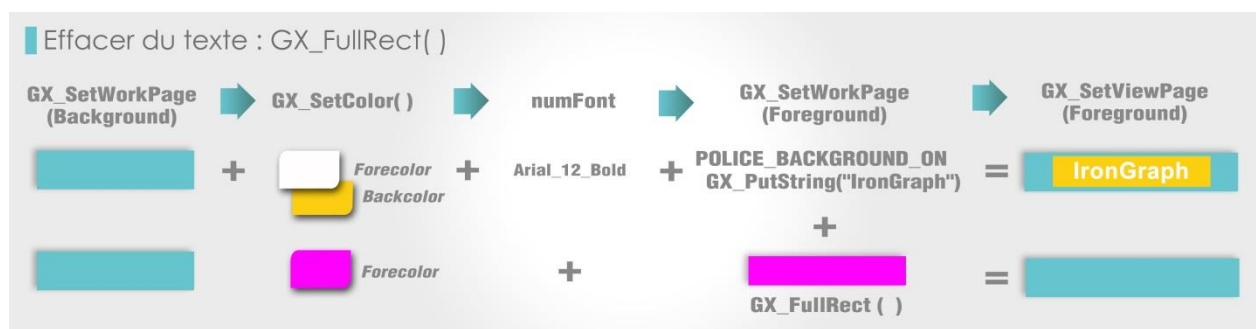 Effacer du texte : GX_FullRect( )
GX_SetWorkPage
(Background)
GX_SetColor( )
numFont
GX_SetWorkPage
(Foreground)
GX_SetViewPage
(Foreground)
+
Forecolor
Backcolor
+
Arial_12_Bold
+
POLICE_BACKGROUND_ON
GX_PutString("IronGraph")
=
IronGraph
+
Forecolor
+
GX_FullRect ( )
=